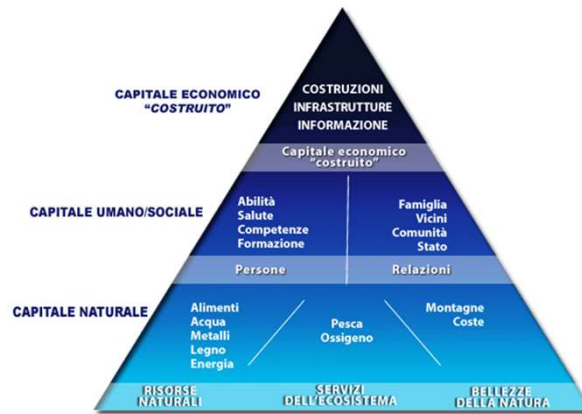 CAPITALE ECONOMICO
"COSTRUITO"
COSTRUZIONI
INFRASTRUTTURE
INFORMAZIONE
Capitale economico
"costruito"
CAPITALE UMANO/SOCIALE
Abilità
Salute
Competenze
Formazione
Famiglia
Vicini
Comunità
Stato
Persone
Relazioni
CAPITALE NATURALE
Alimenti
Acqua
Metalli
Legno
Energia
Pesca
Ossigeno
Montagne
Coste
RISORSE
NATURALI
SERVIZI
DELL'ECOSISTEMA
BELLEZZE
DELLA NATURA